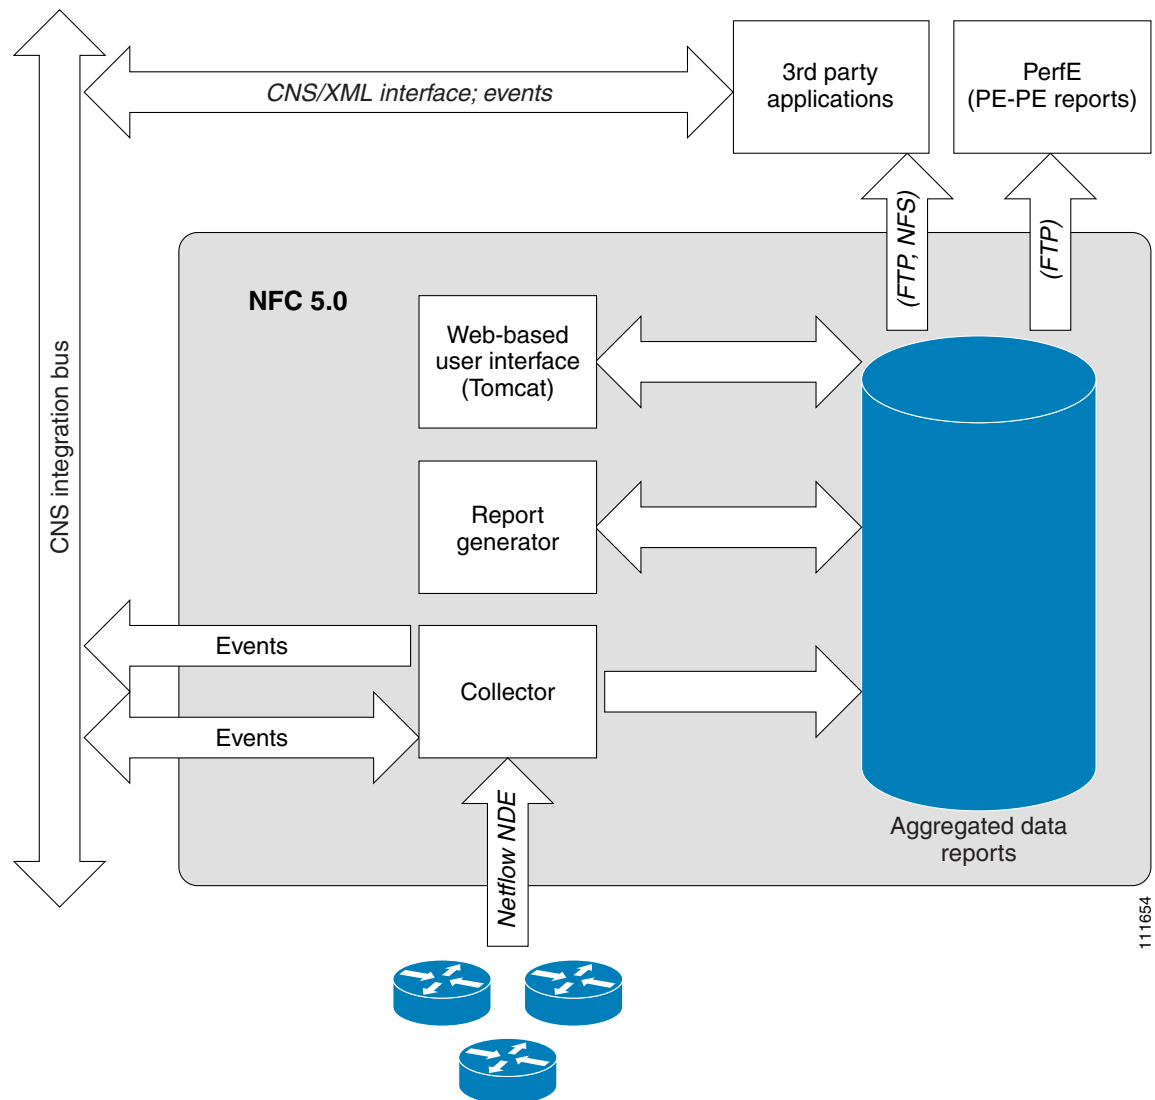 3rd party
applications
PerfE
(PE-PE reports)
CNS/XML interface; events
(FTP, NFS)
(FTP)
NFC 5.0
Web-based
user interface
(Tomcat)
CNS integration bus
Report
generator
Events
Collector
Events
Netflow NDE
Aggregated data
reports
111654